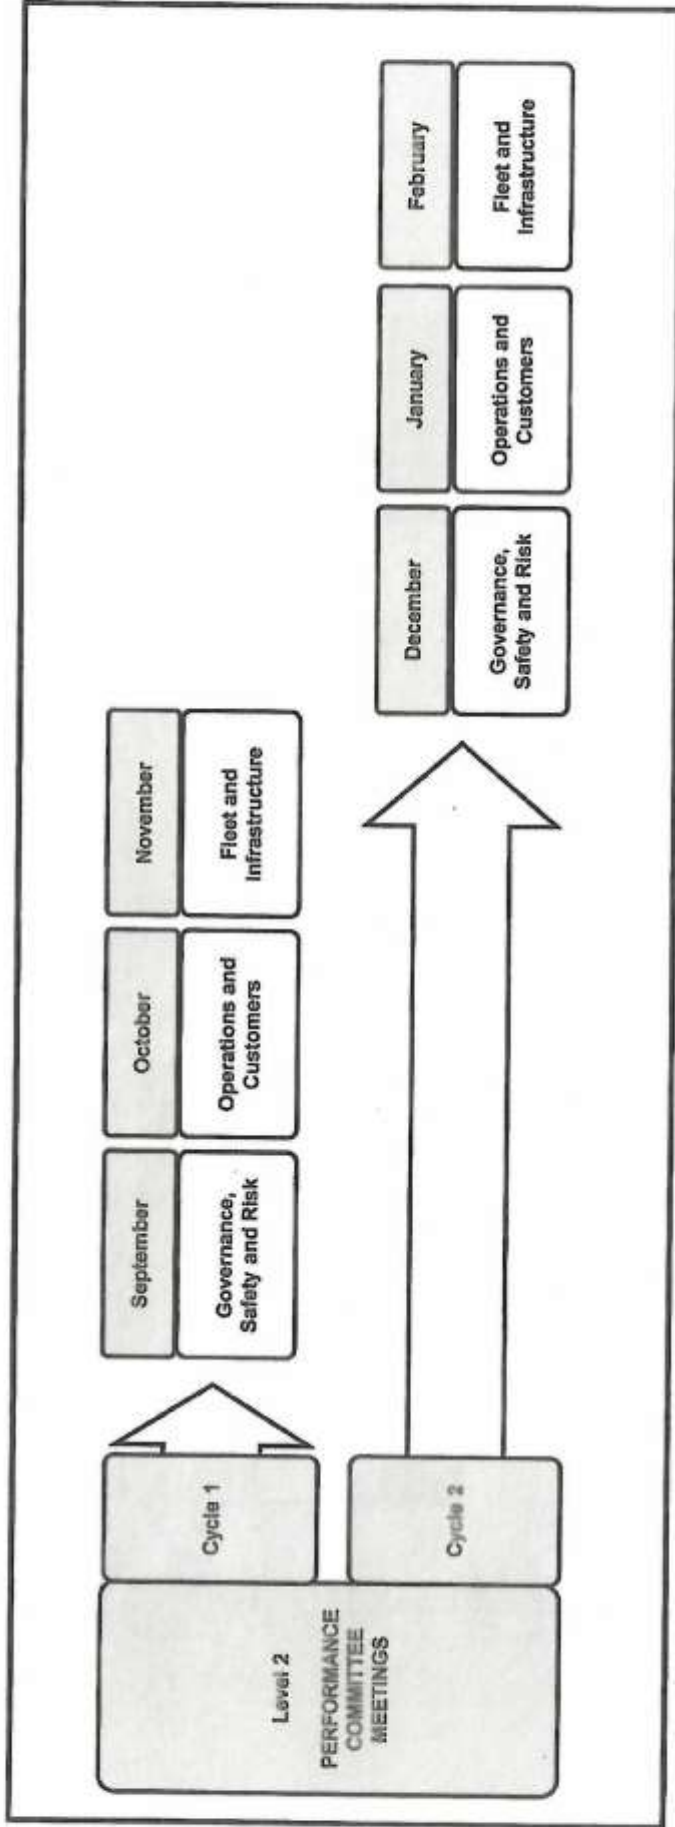 Level 2
PERFORMANCE
COMMITTEE
MEETINGS
Cycle 1
September
Governance,
Safety and Risk
October
Operations and
Customers
November
Fleet and
Infrastructure
Cycle 2
December
Governance,
Safety and Risk
January
Operations and
Customers
February
Fleet and
Infrastructure